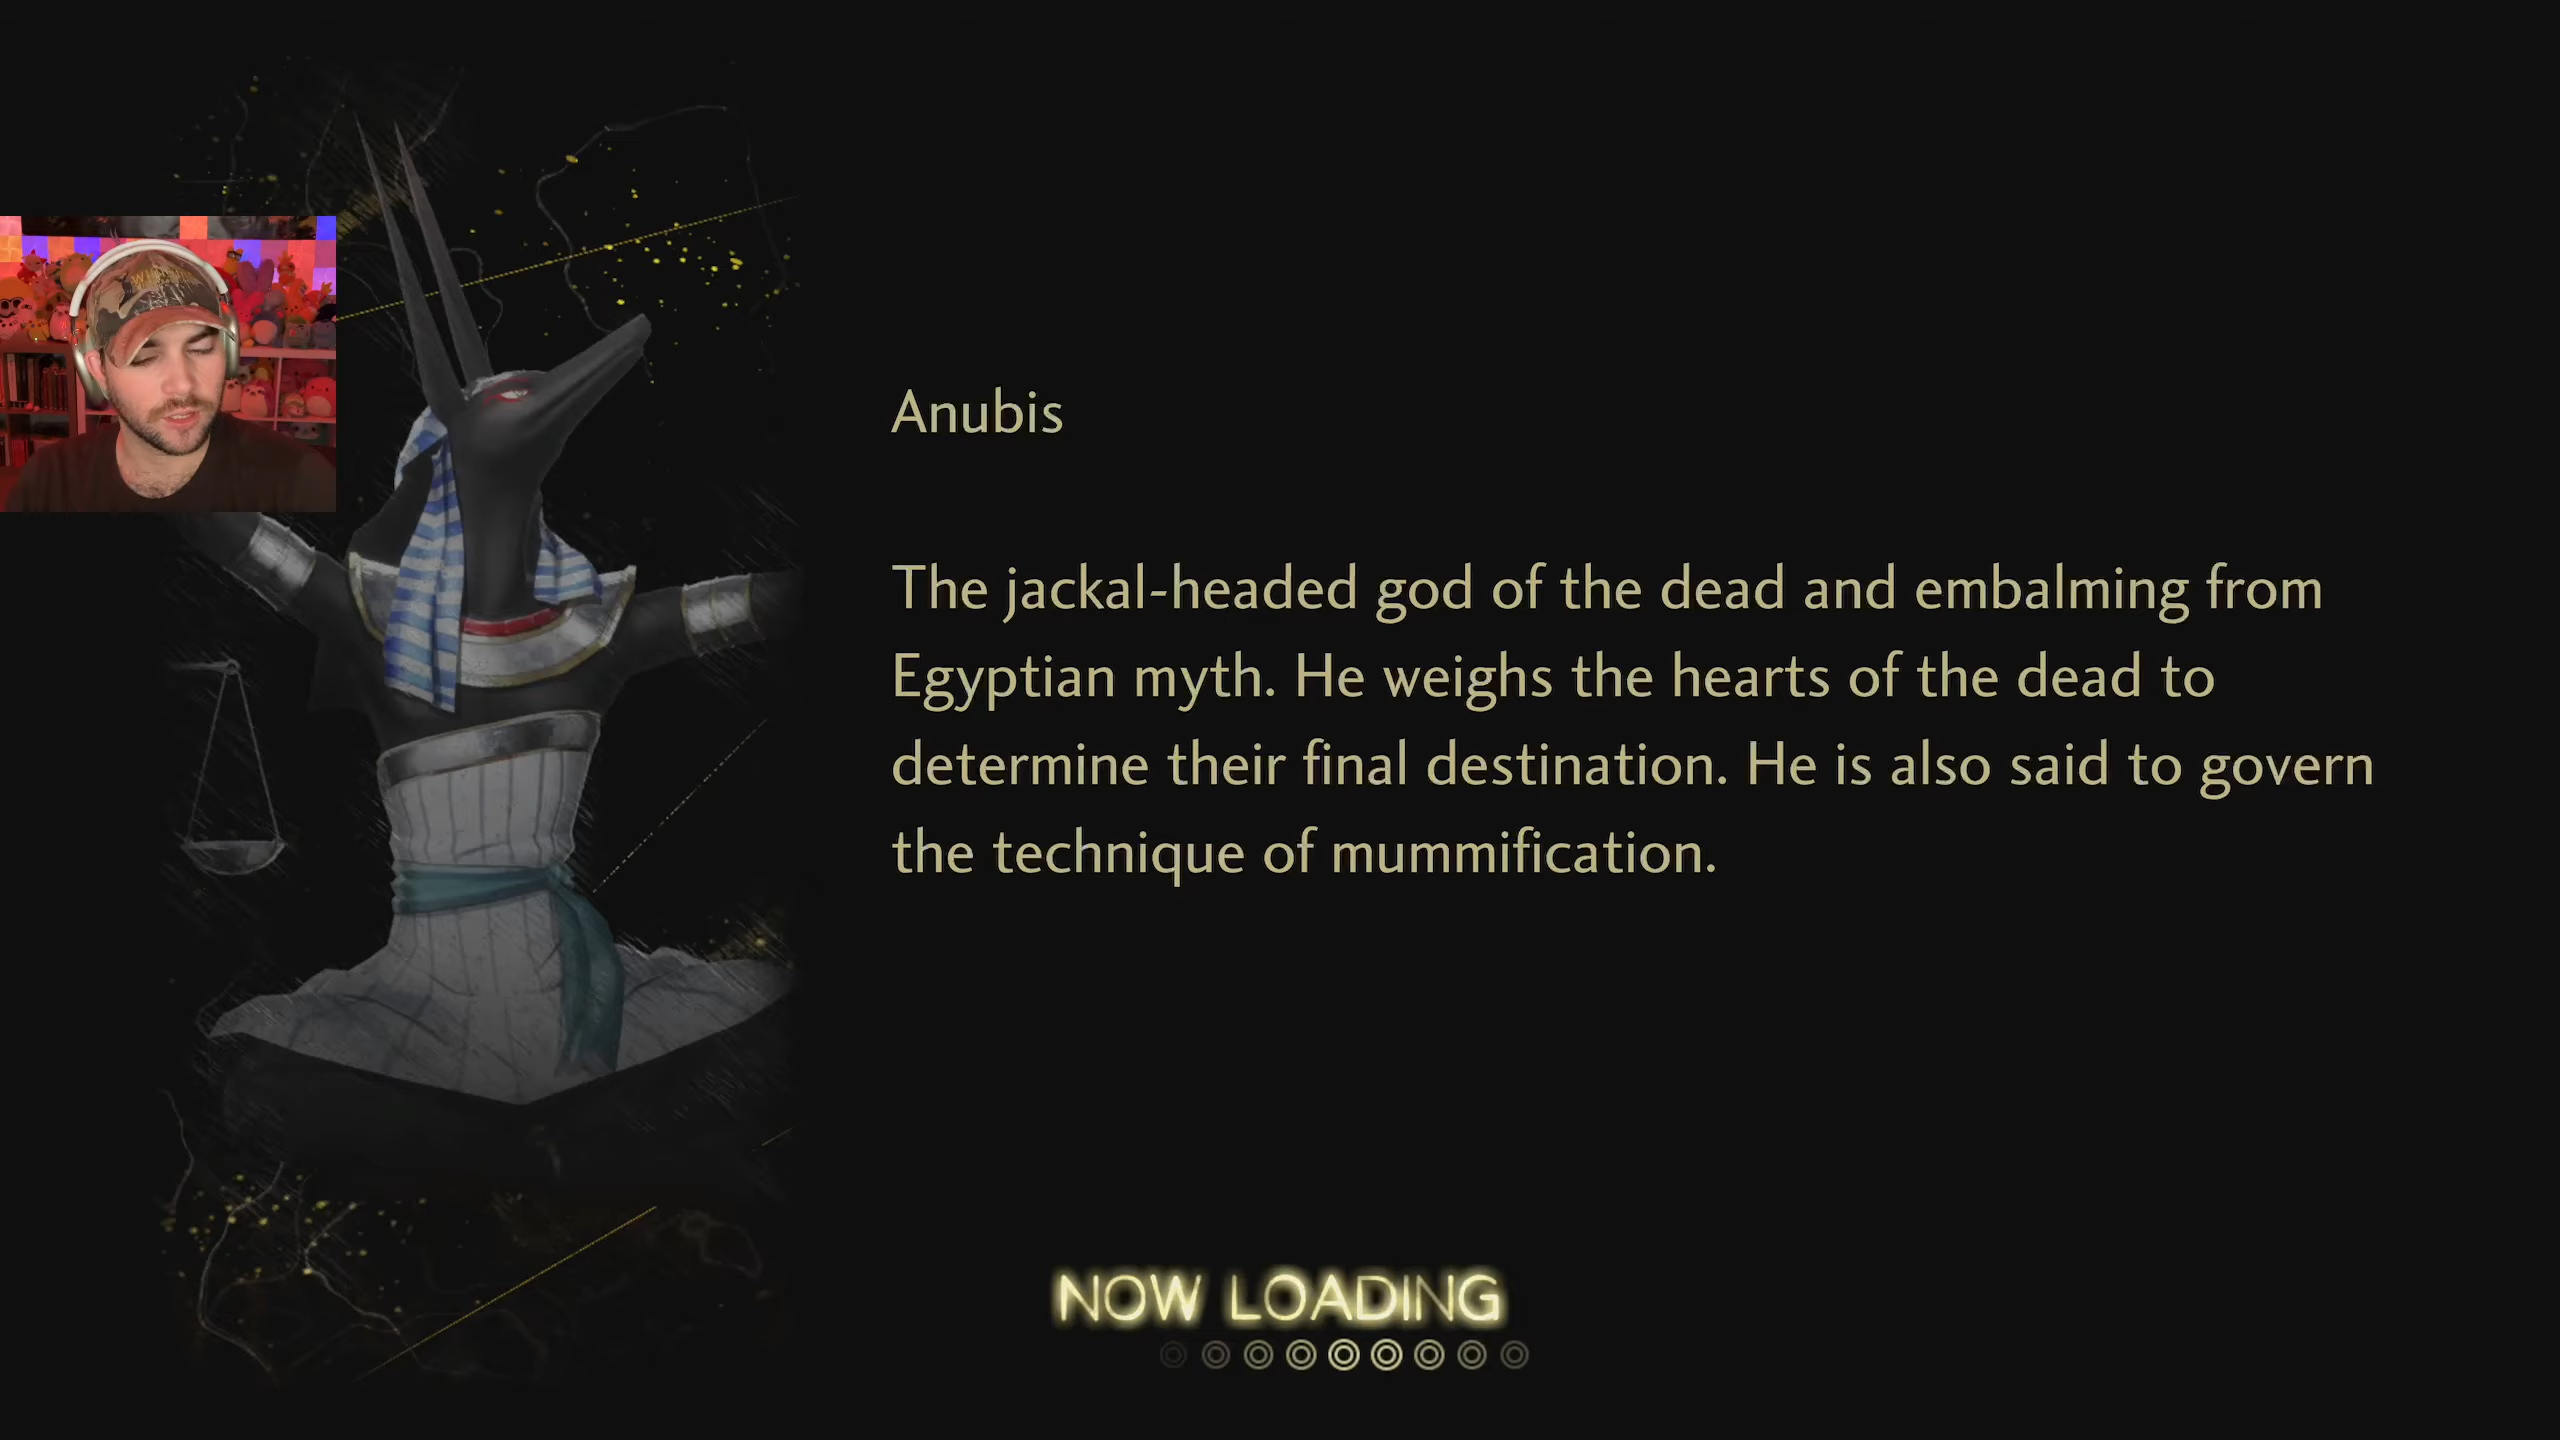 Anubis
The jackal-headed god of the dead and embalming from
Egyptian myth. He weighs the hearts of the dead to
determine their final destination. He is also said to govern
the technique of mummification.
NOW LOADING